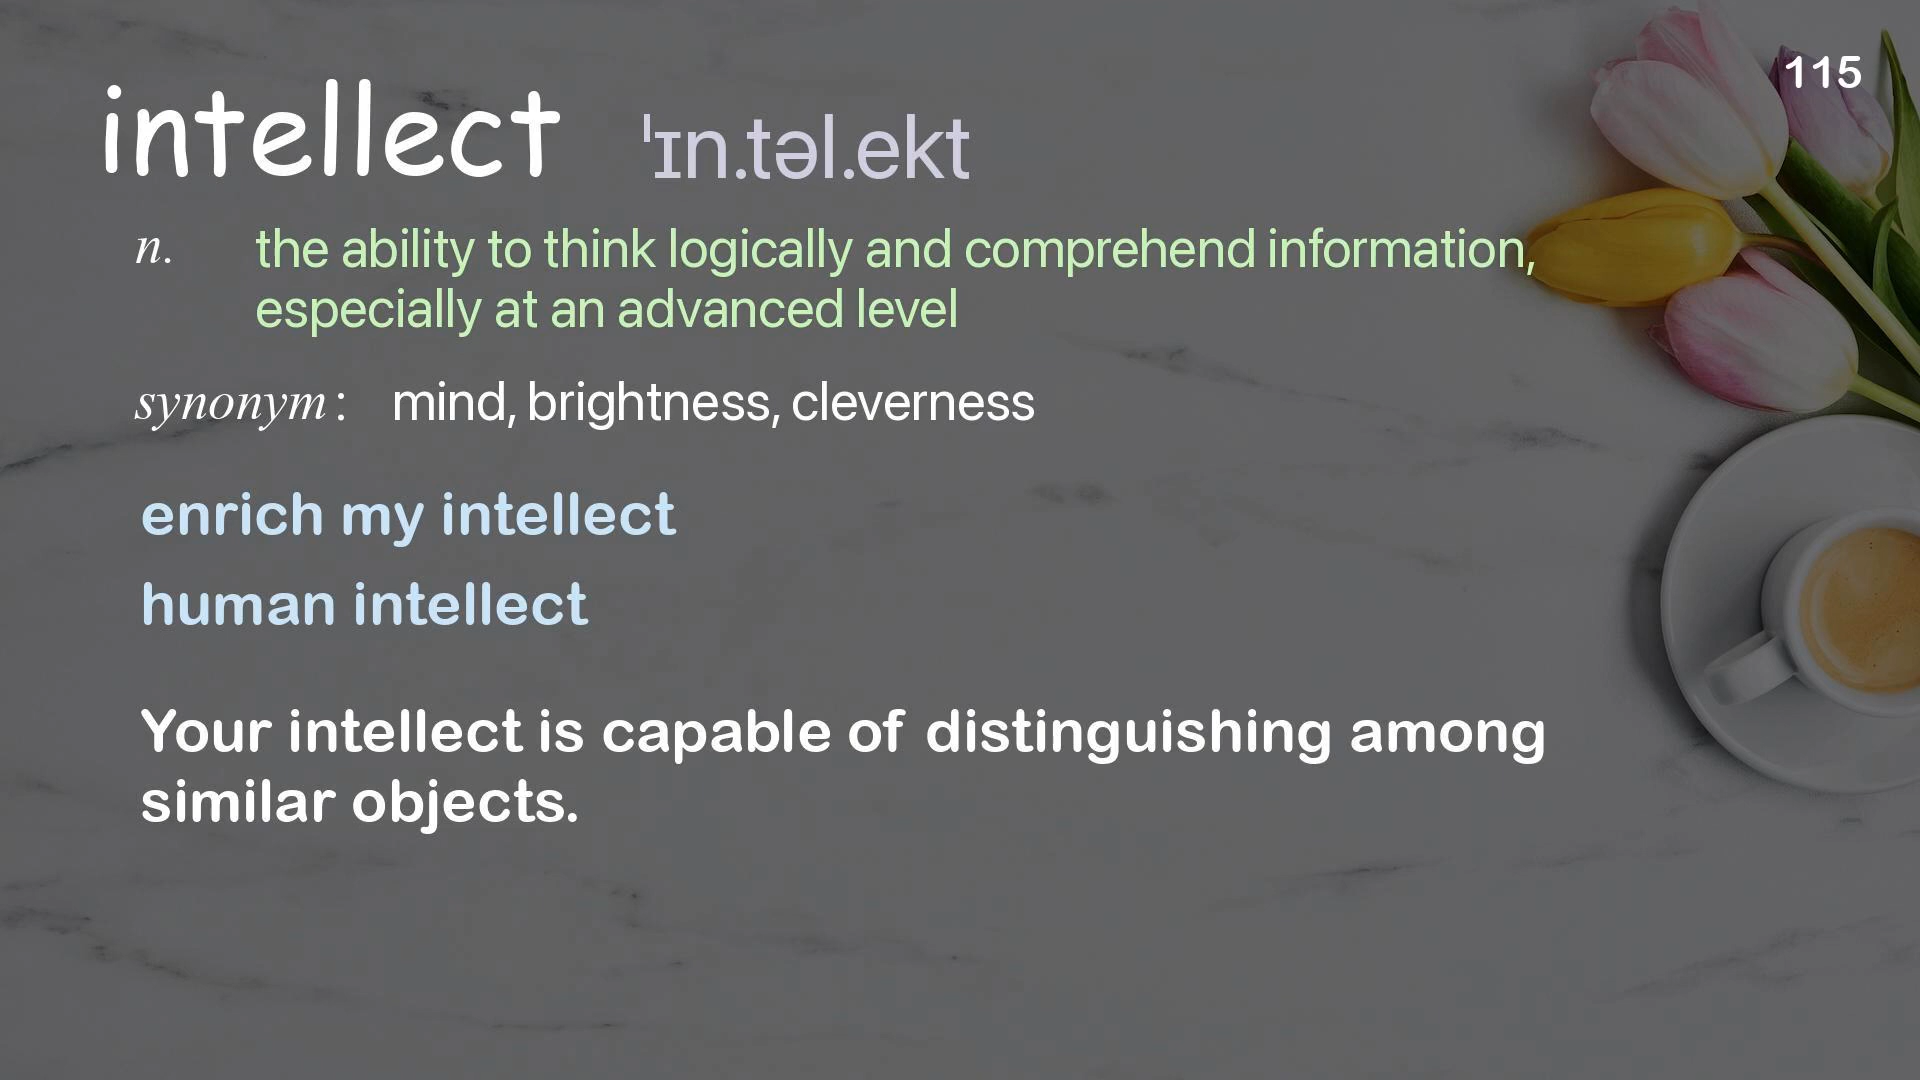 115
intellect ˈɪn.təl.ekt
n. the ability to think logically and comprehend information,
especially at an advanced level
synonym : mind, brightness, cleverness
enrich my intellect
human intellect
Your intellect is capable of distinguishing among
similar objects.